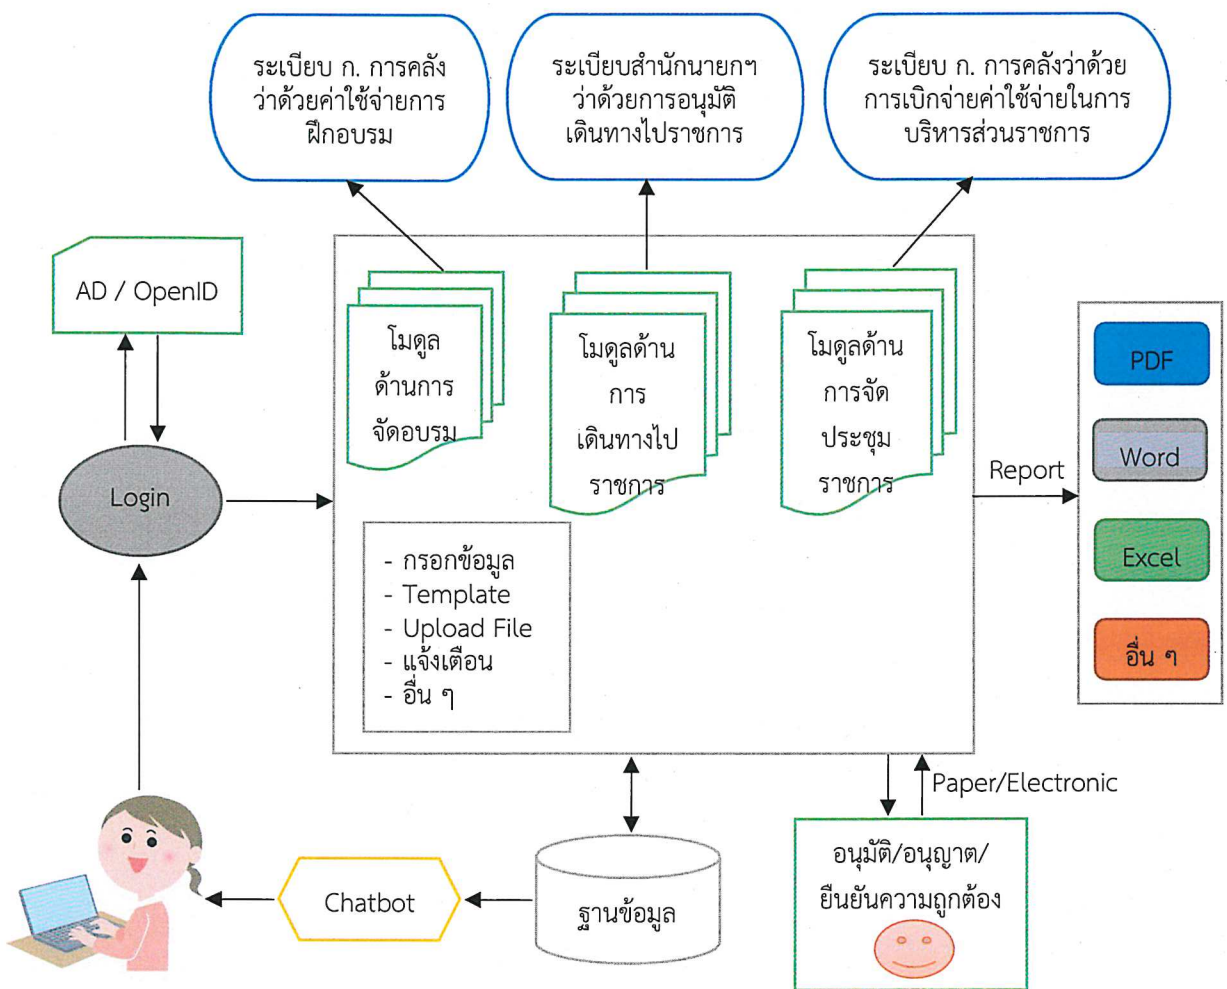 ระเบียบ ก. การคลัง
ว่าด้วยค่าใช้จ่ายการ
ฝึกอบรม
ระเบียบสำนักนายกฯ
ว่าด้วยการอนุมัติ
เดินทางไปราชการ
ระเบียบ ก. การคลังว่าด้วย
การเบิกจ่ายค่าใช้จ่ายในการ
บริหารส่วนราชการ
AD / OpenID
Login
โมดูล
ด้านการ
จัดอบรม
โมดูลด้าน
การ
เดินทางไป
ราชการ
โมดูลด้าน
การจัด
ประชุม
ราชการ
- กรอกข้อมูล
- Template
- Upload File
- แจ้งเตือน
- อื่น ๆ
Report
PDF
Word
Excel
อื่น ๆ
Paper/Electronic
อนุมัติ/อนุญาต/
ยืนยันความถูกต้อง
ฐานข้อมูล
Chatbot